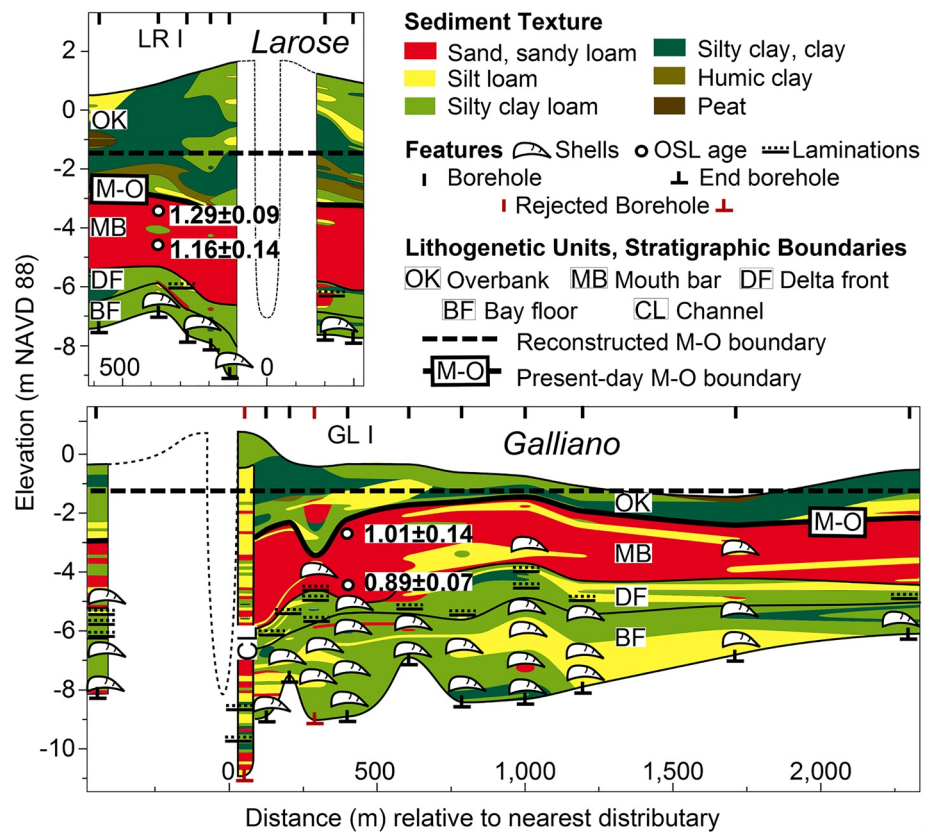 LR I Larose
2
0
-2
-4
-6
-8
OK
M-O
MB
DF
BF
1.29±0.09
1.16±0.14
500 0
Sediment Texture
Sand, sandy loam
Silt loam
Silty clay loam
Silty clay, clay
Humic clay
Peat
Features Shells OSL age Laminations
Borehole End borehole
Rejected Borehole
Lithogenetic Units, Stratigraphic Boundaries
OK Overbank MB Mouth bar DF Delta front
BF Bay floor CL Channel
Reconstructed M-O boundary
M-O Present-day M-O boundary
Elevation (m NAVD 88)
GL I Galliano
0
-2
-4
-6
-8
-10
OK
M-O
MB
DF
BF
CL
1.01±0.14
0.89±0.07
0 500 1,000 1,500 2,000
Distance (m) relative to nearest distributary